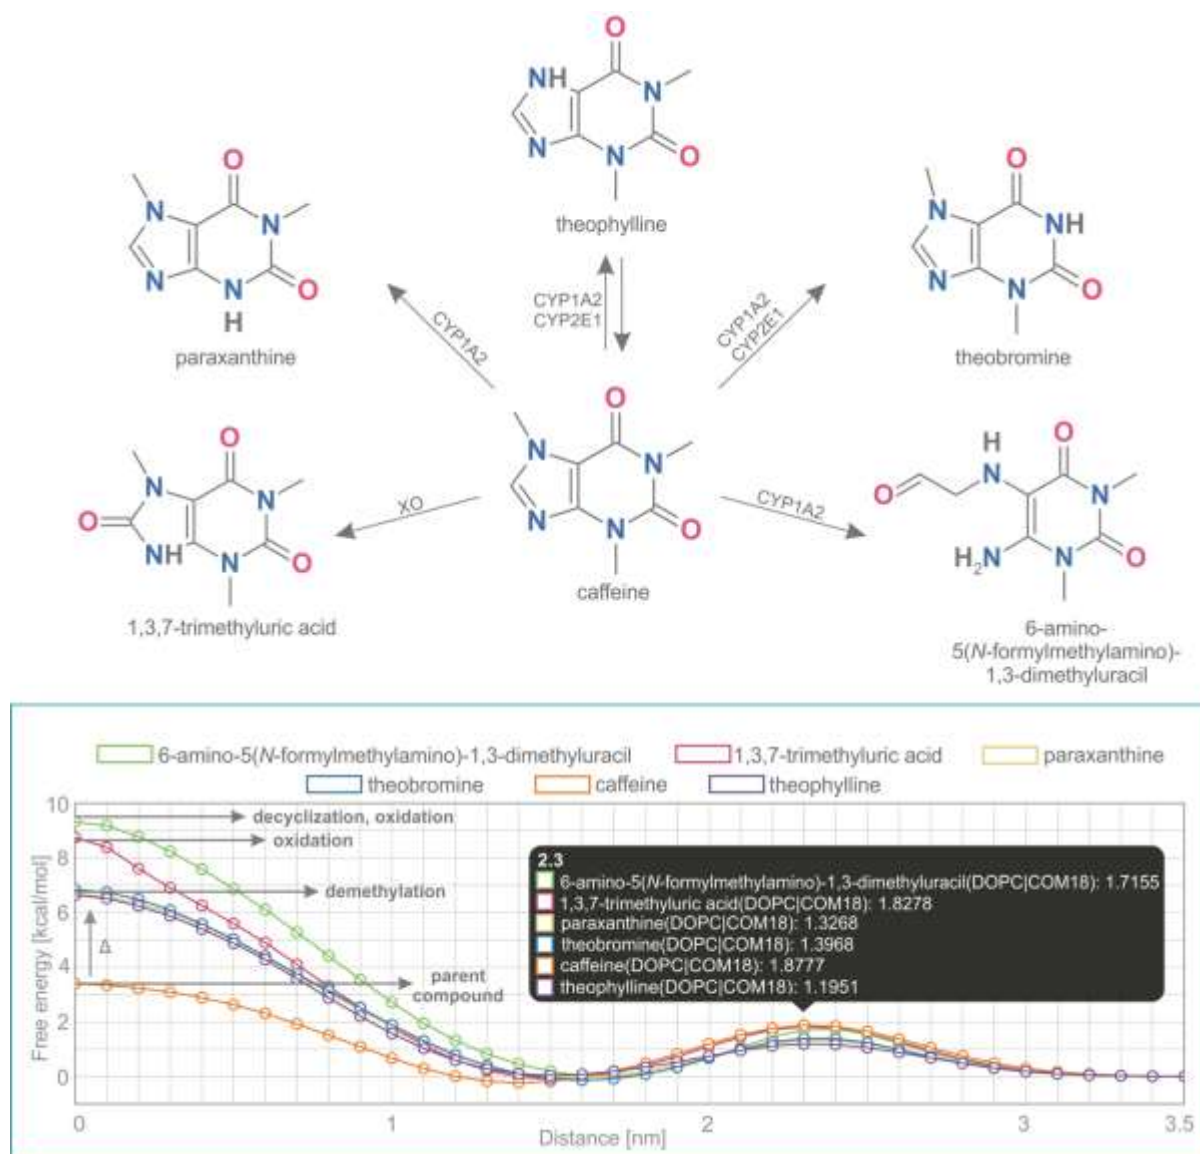 O
NH
N
N
N
O
theophylline
O
N
N
N
N
H
O
paraxanthine
O
N
NH
N
N
O
theobromine
CYP1A2
CYP1A2
CYP2E1
CYP1A2
CYP2E1
O
N
N
O
NH
N
O
1,3,7-trimethyluric acid
XO
O
N
N
N
N
O
caffeine
CYP1A2
H
N
O
O
N
H2N
N
O
6-amino-
5(N-formylmethylamino)-
1,3-dimethyluracil
6-amino-5(N-formylmethylamino)-1,3-dimethyluracil 1,3,7-trimethyluric acid paraxanthine
theobromine caffeine theophylline
Free energy [kcal/mol]
10
8
6
4
2
0
decyclization, oxidation
oxidation
demethylation
Δ
parent
compound
2.3
6-amino-5(N-formylmethylamino)-1,3-dimethyluracil(DOPC|COM18): 1.7155
1,3,7-trimethyluric acid(DOPC|COM18): 1.8278
paraxanthine(DOPC|COM18): 1.3268
theobromine(DOPC|COM18): 1.3968
caffeine(DOPC|COM18): 1.8777
theophylline(DOPC|COM18): 1.1951
0 1 2 3 3.5
Distance [nm]